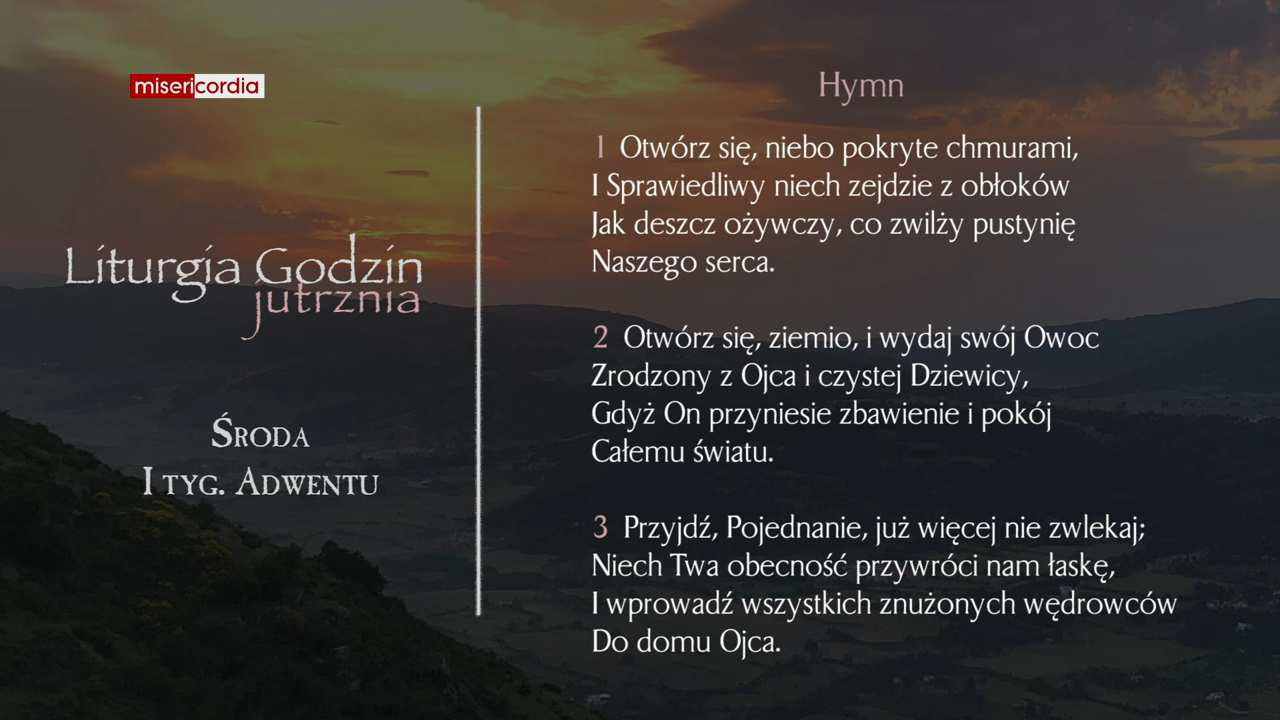 misericordia
Liturgia Godzin
jutrznia
Środa
I tyg. Adwentu
Hymn
1 Otwórz się, niebo pokryte chmurami,
I Sprawiedliwy niech zejdzie z obłoków
Jak deszcz ożywczy, co zwilży pustynię
Naszego serca.
2 Otwórz się, ziemio, i wydaj swój Owoc
Zrodzony z Ojca i czystej Dziewicy,
Gdyż On przyniesie zbawienie i pokój
Całemu światu.
3 Przyjdź, Pojednanie, już więcej nie zwlekaj;
Niech Twa obecność przywróci nam łaskę,
I wprowadź wszystkich znużonych wędrowców
Do domu Ojca.